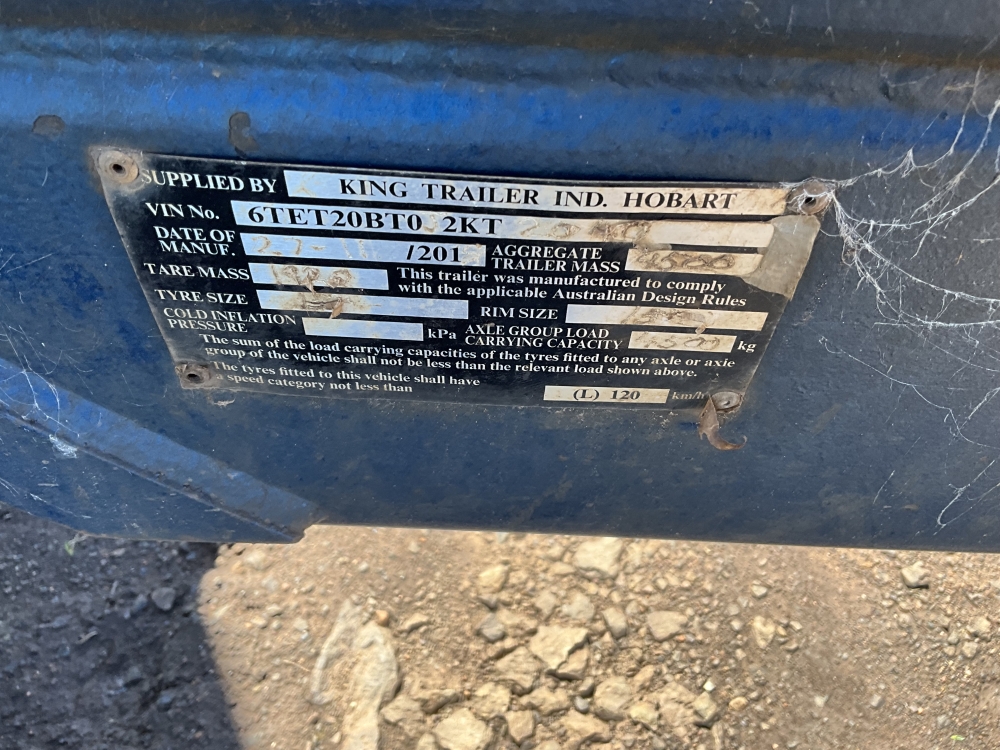 SUPPLIED BY KING TRAILER IND. HOBART
VIN No. 6TET20BT0 2KT
DATE OF MANUF. /201 AGGREGATE TRAILER MASS
TARE MASS This trailer was manufactured to comply with the applicable Australian Design Rules
TYRE SIZE RIM SIZE
COLD INFLATION PRESSURE kPa AXLE GROUP LOAD CARRYING CAPACITY kg
The sum of the load carrying capacities of the tyres fitted to any axle or axie
group of the vehicle shall not be less than the relevant load shown above.
The tyres fitted to this vehicle shall have
a speed category not less than (L) 120 km/h